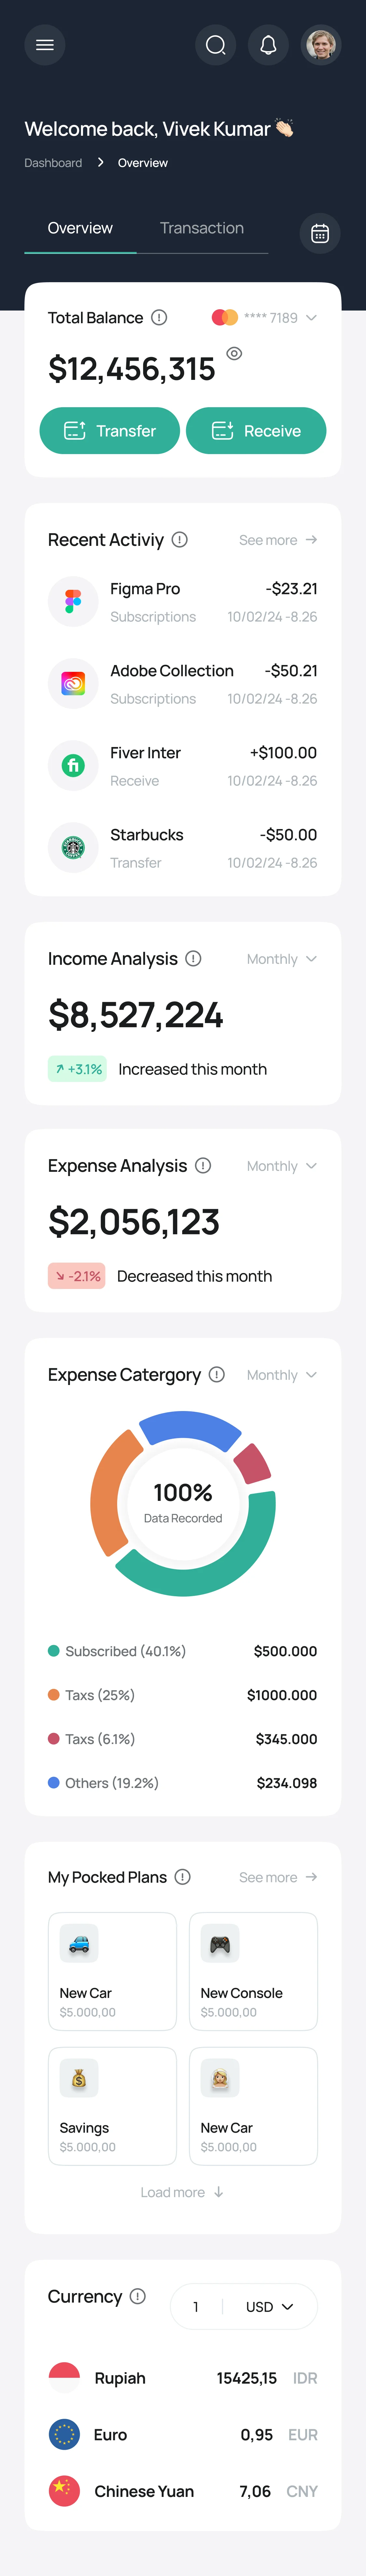 Welcome back, Vivek Kumar 👏🏻
Dashboard > Overview
Overview Transaction
Total Balance **** 7189
$12,456,315
Transfer Receive
Recent Activiy See more →
Figma Pro -$23.21
Subscriptions 10/02/24 -8.26
Adobe Collection -$50.21
Subscriptions 10/02/24 -8.26
Fiver Inter +$100.00
Receive 10/02/24 -8.26
Starbucks -$50.00
Transfer 10/02/24 -8.26
Income Analysis Monthly
$8,527,224
+3.1% Increased this month
Expense Analysis Monthly
$2,056,123
-2.1% Decreased this month
Expense Catergory Monthly
100%
Data Recorded
Subscribed (40.1%) $500.000
Taxs (25%) $1000.000
Taxs (6.1%) $345.000
Others (19.2%) $234.098
My Pocked Plans See more →
New Car New Console
$5.000,00 $5.000,00
Savings New Car
$5.000,00 $5.000,00
Load more ↓
Currency 1 USD
Rupiah 15425,15 IDR
Euro 0,95 EUR
Chinese Yuan 7,06 CNY